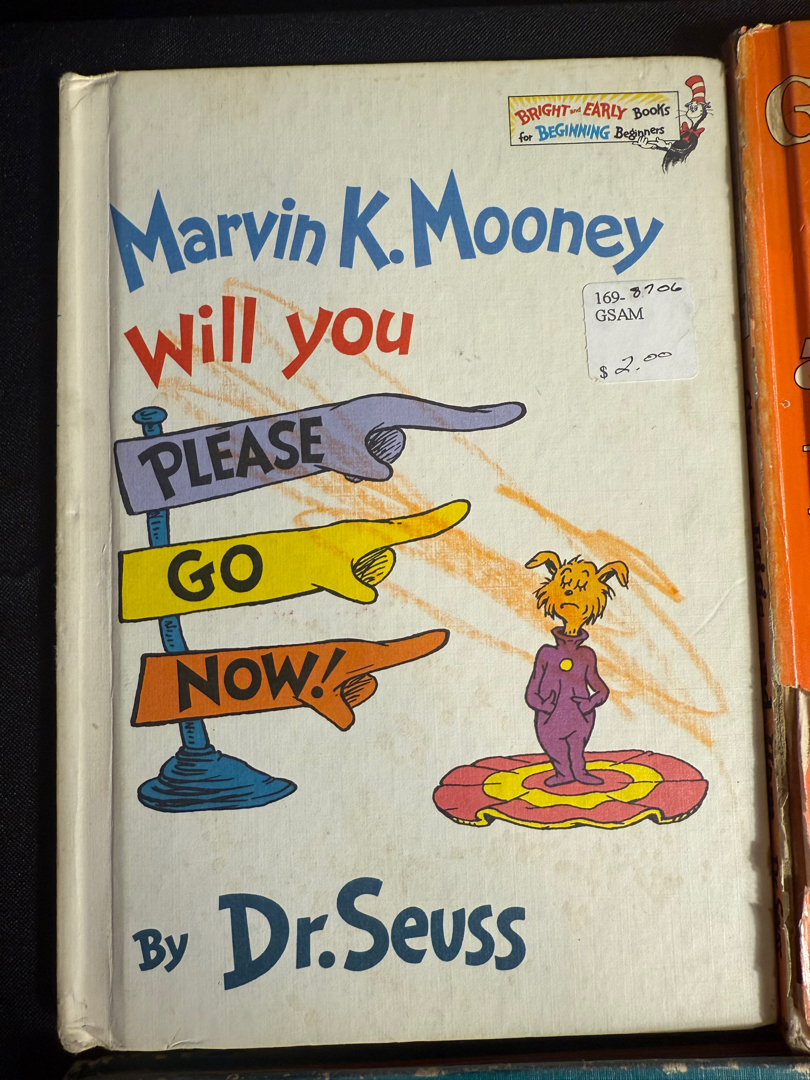 BRIGHT and EARLY Books
for BEGINNING Beginners
Marvin K. Mooney
Will you
169-8706
GSAM
$ 2.00
PLEASE
GO
NOW!
By Dr. Seuss
G